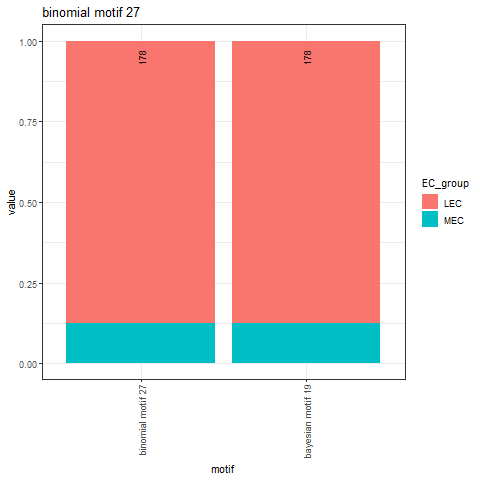 binomial motif 27
1.00
0.75
0.50
0.25
0.00
value
178
178
binomial motif 27
bayesian motif 19
motif
EC_group
LEC
MEC